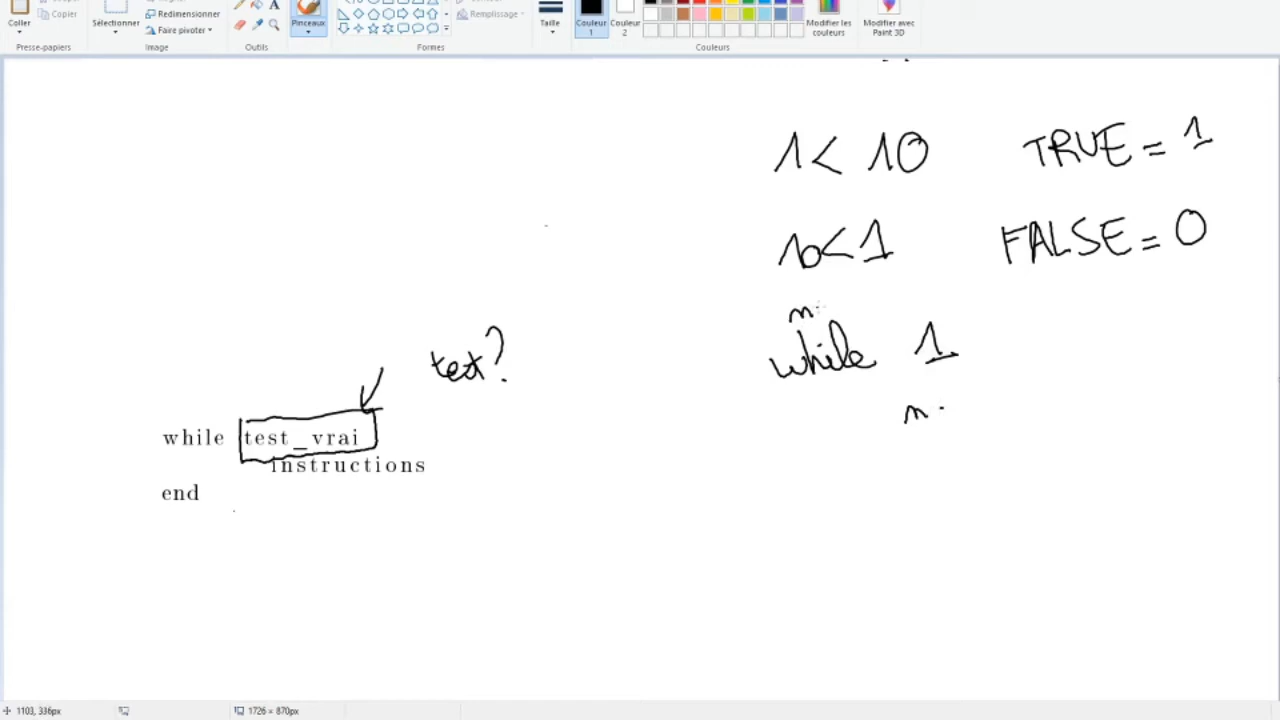 Coller
Copier
Presse-papiers
Sélectionner
Redimensionner
Faire pivoter
Image
Outils
A
Pinceaux
Formes
Contour
Remplissage
Taille
Couleur
1
Couleur
2
Couleurs
Modifier les
couleurs
Modifier avec
Paint 3D
1 < 10 TRUE = 1
10 < 1 FALSE = 0
n
while 1
n
test?
while test_vrai
instructions
end
1103, 336px
1726 × 870px